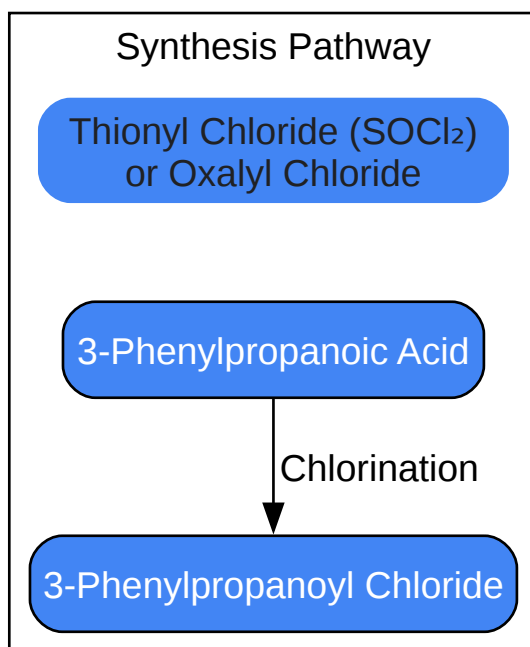 Synthesis Pathway
Thionyl Chloride (SOCl₂)
or Oxalyl Chloride
3-Phenylpropanoic Acid
Chlorination
3-Phenylpropanoyl Chloride